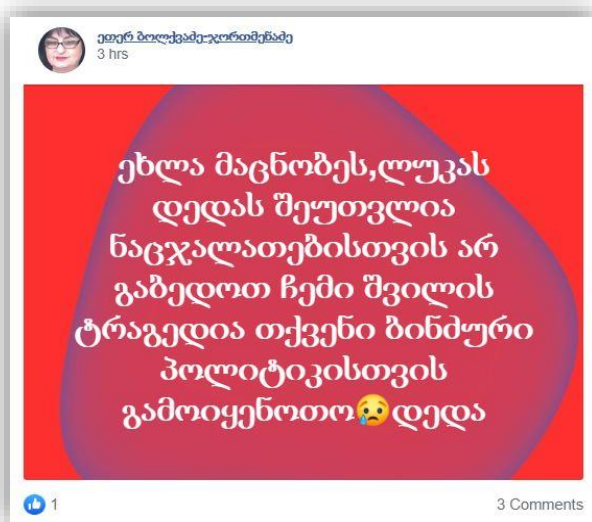 ეთერ ბოლქვაძე-ჯორთმენაძე
3 hrs
ეხლა მაცნობეს,ლუკას
დედას შეუთვლია
ნაცჯალათებისთვის არ
გაბედოთ ჩემი შვილის
ტრაგედია თქვენი ბინძური
პოლიტიკისთვის
გამოიყენოთო😢დედა
1
3 Comments